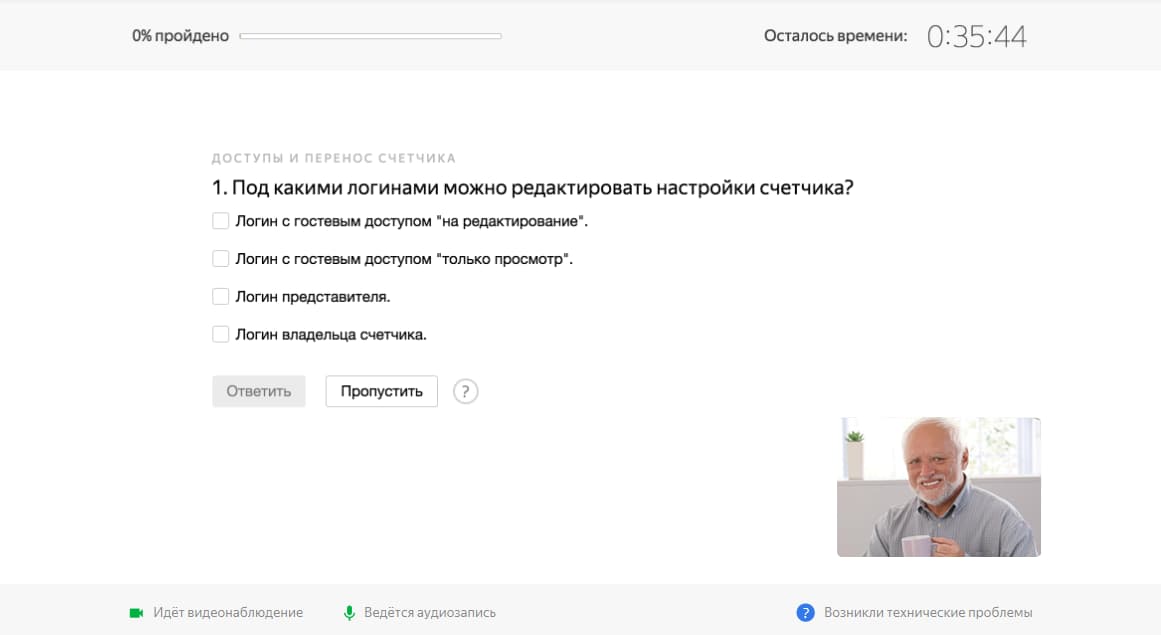 0% пройдено
Осталось времени: 0:35:44
ДОСТУПЫ И ПЕРЕНОС СЧЕТЧИКА
1. Под какими логинами можно редактировать настройки счетчика?
Логин с гостевым доступом "на редактирование".
Логин с гостевым доступом "только просмотр".
Логин представителя.
Логин владельца счетчика.
Ответить Пропустить ?
Идёт видеонаблюдение Ведётся аудиозапись ? Возникли технические проблемы